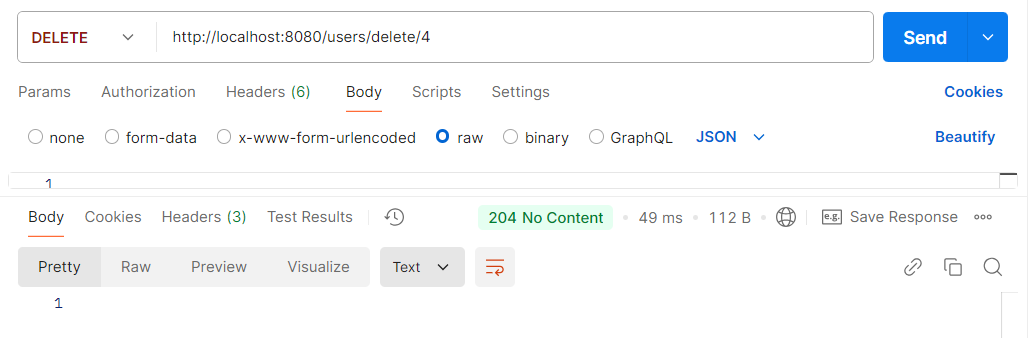 DELETE http://localhost:8080/users/delete/4 Send
Params Authorization Headers (6) Body Scripts Settings Cookies
none form-data x-www-form-urlencoded raw binary GraphQL JSON Beautify
1
Body Cookies Headers (3) Test Results 204 No Content 49 ms 112 B e.g. Save Response
Pretty Raw Preview Visualize Text
1